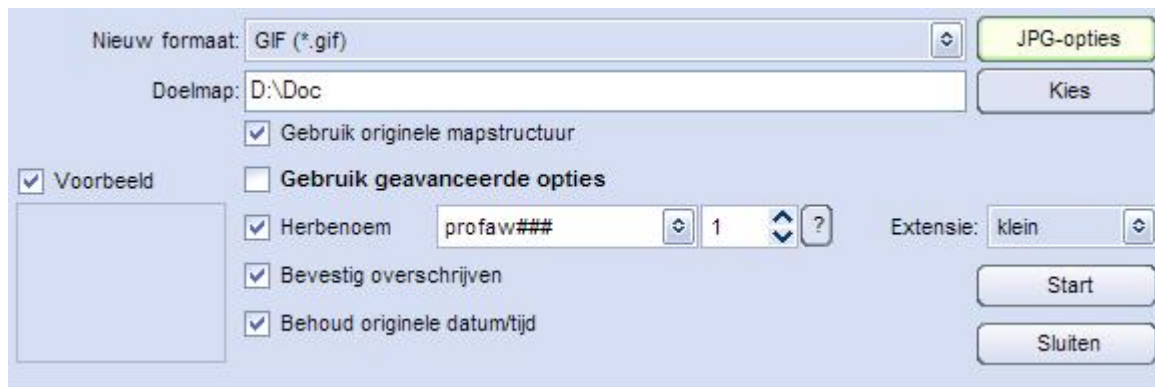 Nieuw formaat: GIF (*.gif) JPG-opties
Doelmap: D:\Doc Kies
Gebruik originele mapstructuur
Voorbeeld Gebruik geavanceerde opties
Herbenoem profaw### 1 ? Extensie: klein
Bevestig overschrijven
Start
Behoud originele datum/tijd
Sluiten